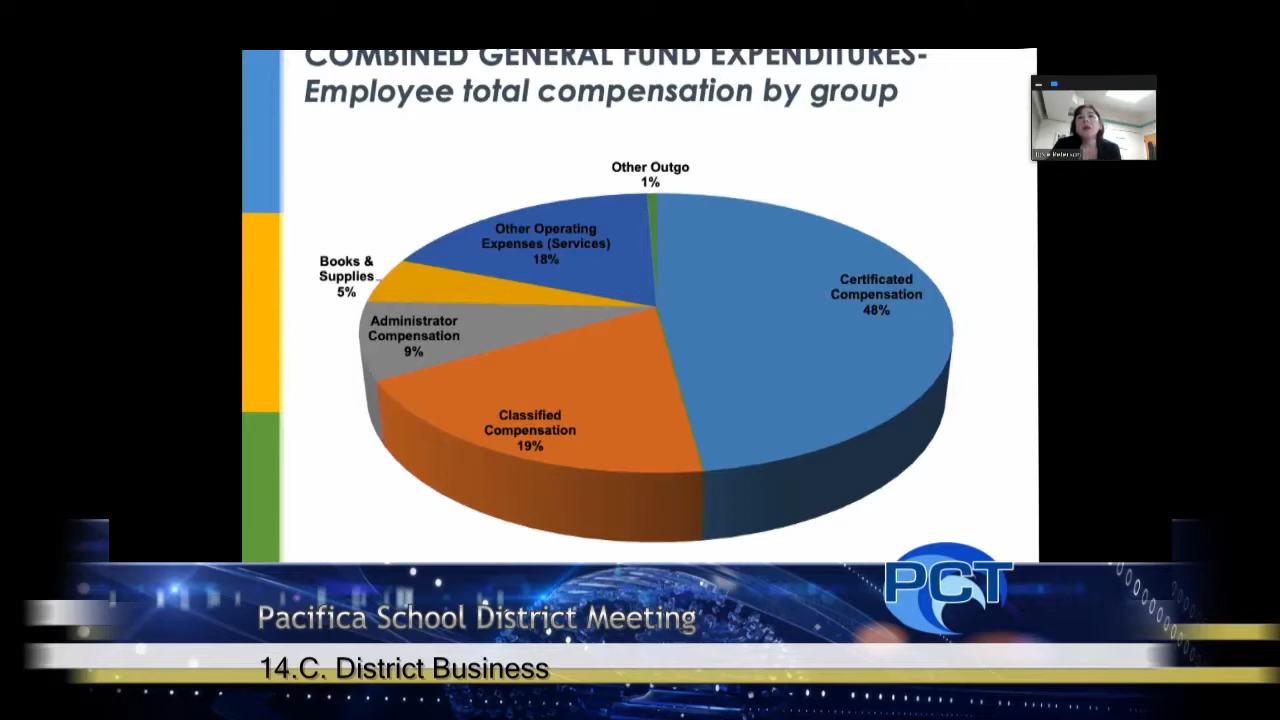 COMBINED GENERAL FUND EXPENDITURES-
Employee total compensation by group
Other Outgo
1%
Other Operating
Expenses (Services)
18%
Books &
Supplies
5%
Certificated
Compensation
48%
Administrator
Compensation
9%
Classified
Compensation
19%
PCT
Pacifica School District Meeting
14.C. District Business